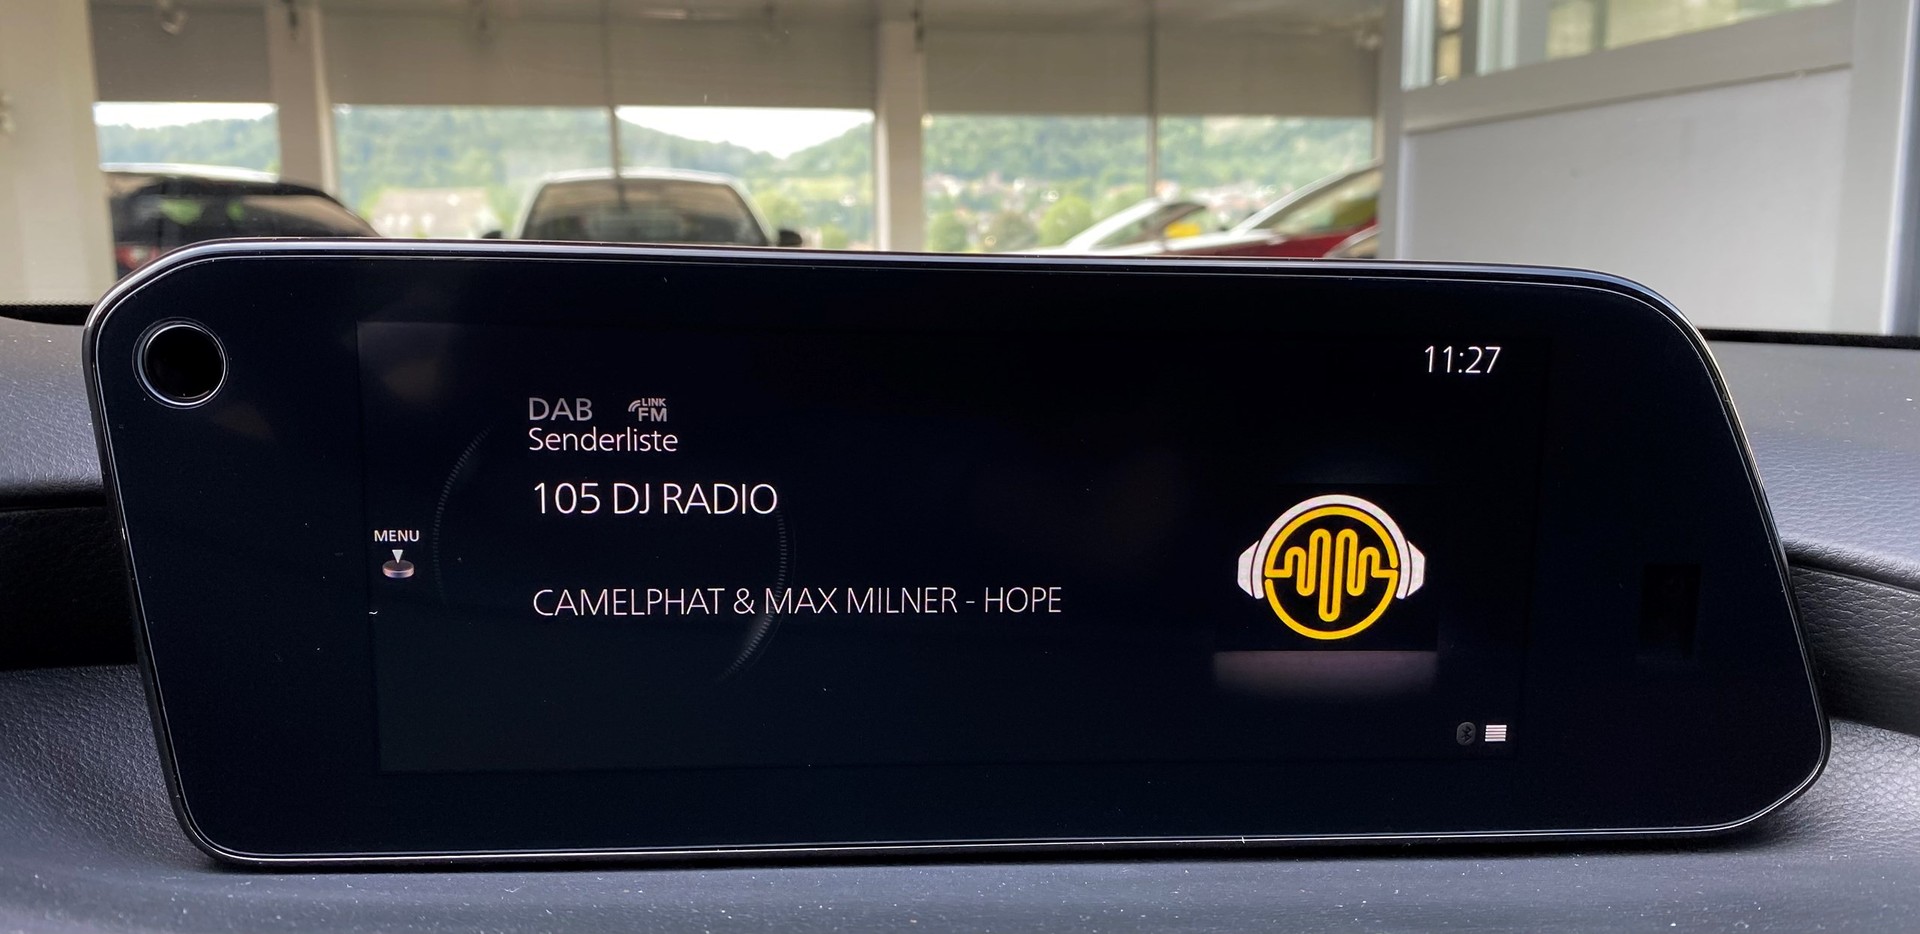 11:27
DAB LINK FM
Senderliste
105 DJ RADIO
MENU
CAMELPHAT & MAX MILNER - HOPE